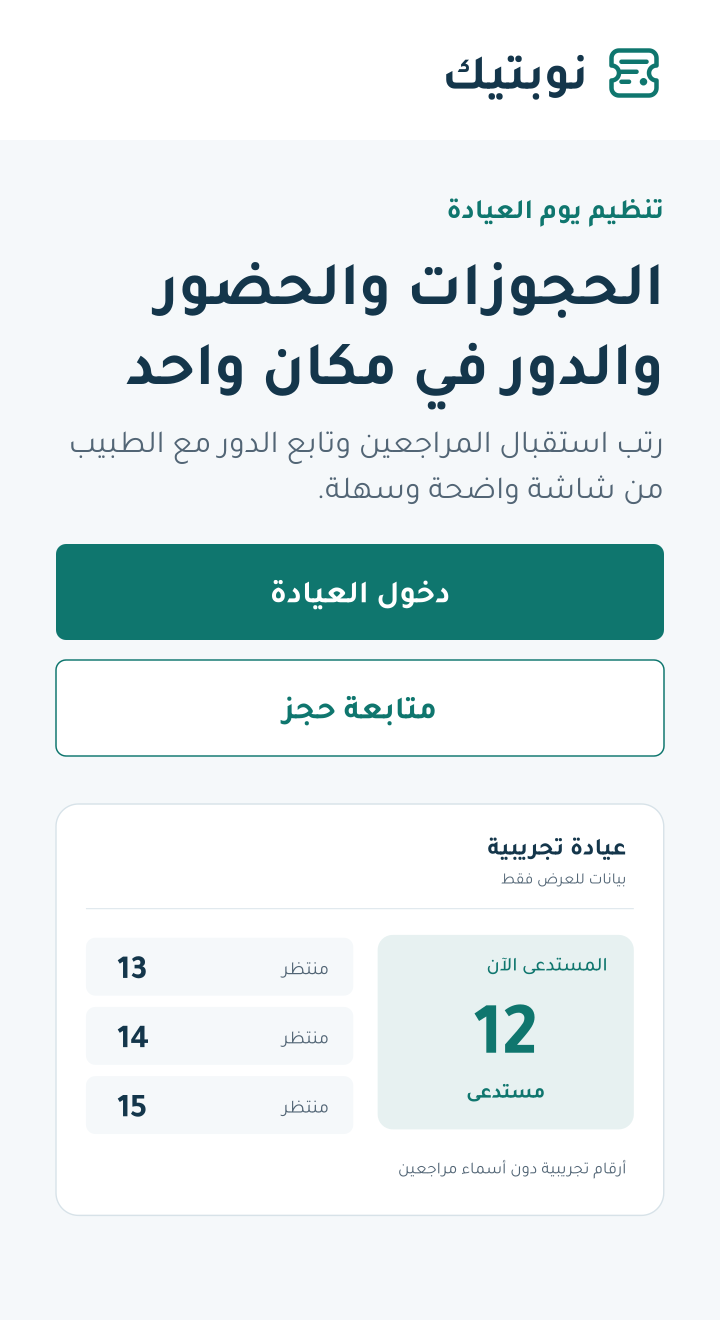 نوبتيك
تنظيم يوم العيادة
الحجوزات والحضور
والدور في مكان واحد
رتب استقبال المراجعين وتابع الدور مع الطبيب
من شاشة واضحة وسهلة.
دخول العيادة
متابعة حجز
عيادة تجريبية
بيانات للعرض فقط
المستدعى الآن
12
مستدعى
منتظر 13
منتظر 14
منتظر 15
أرقام تجريبية دون أسماء مراجعين